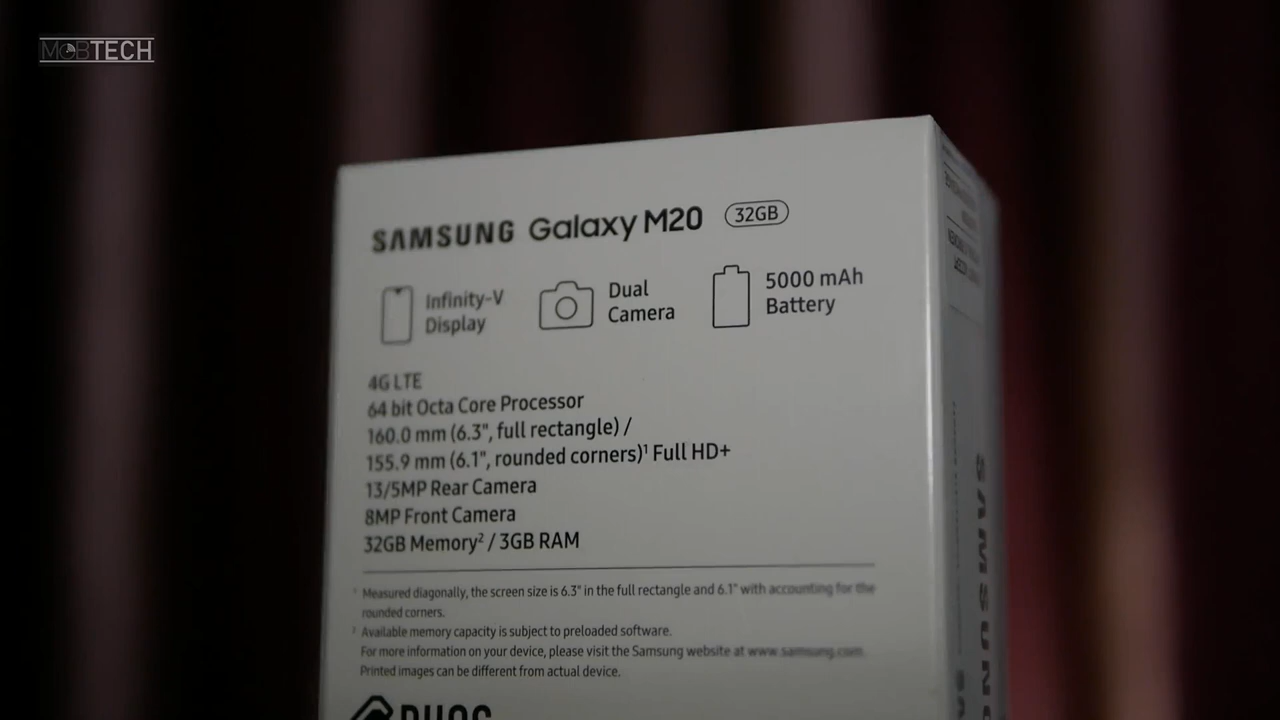 MOBTECH
SAMSUNG Galaxy M20 32GB
Infinity-V
Display
Dual
Camera
5000 mAh
Battery
4G LTE
64 bit Octa Core Processor
160.0 mm (6.3", full rectangle) /
155.9 mm (6.1", rounded corners)¹ Full HD+
13/5MP Rear Camera
8MP Front Camera
32GB Memory² / 3GB RAM
¹ Measured diagonally, the screen size is 6.3" in the full rectangle and 6.1" with accounting for the
rounded corners.
² Available memory capacity is subject to preloaded software.
For more information on your device, please visit the Samsung website at www.samsung.com.
Printed images can be different from actual device.
DUOS
SAMSUNG